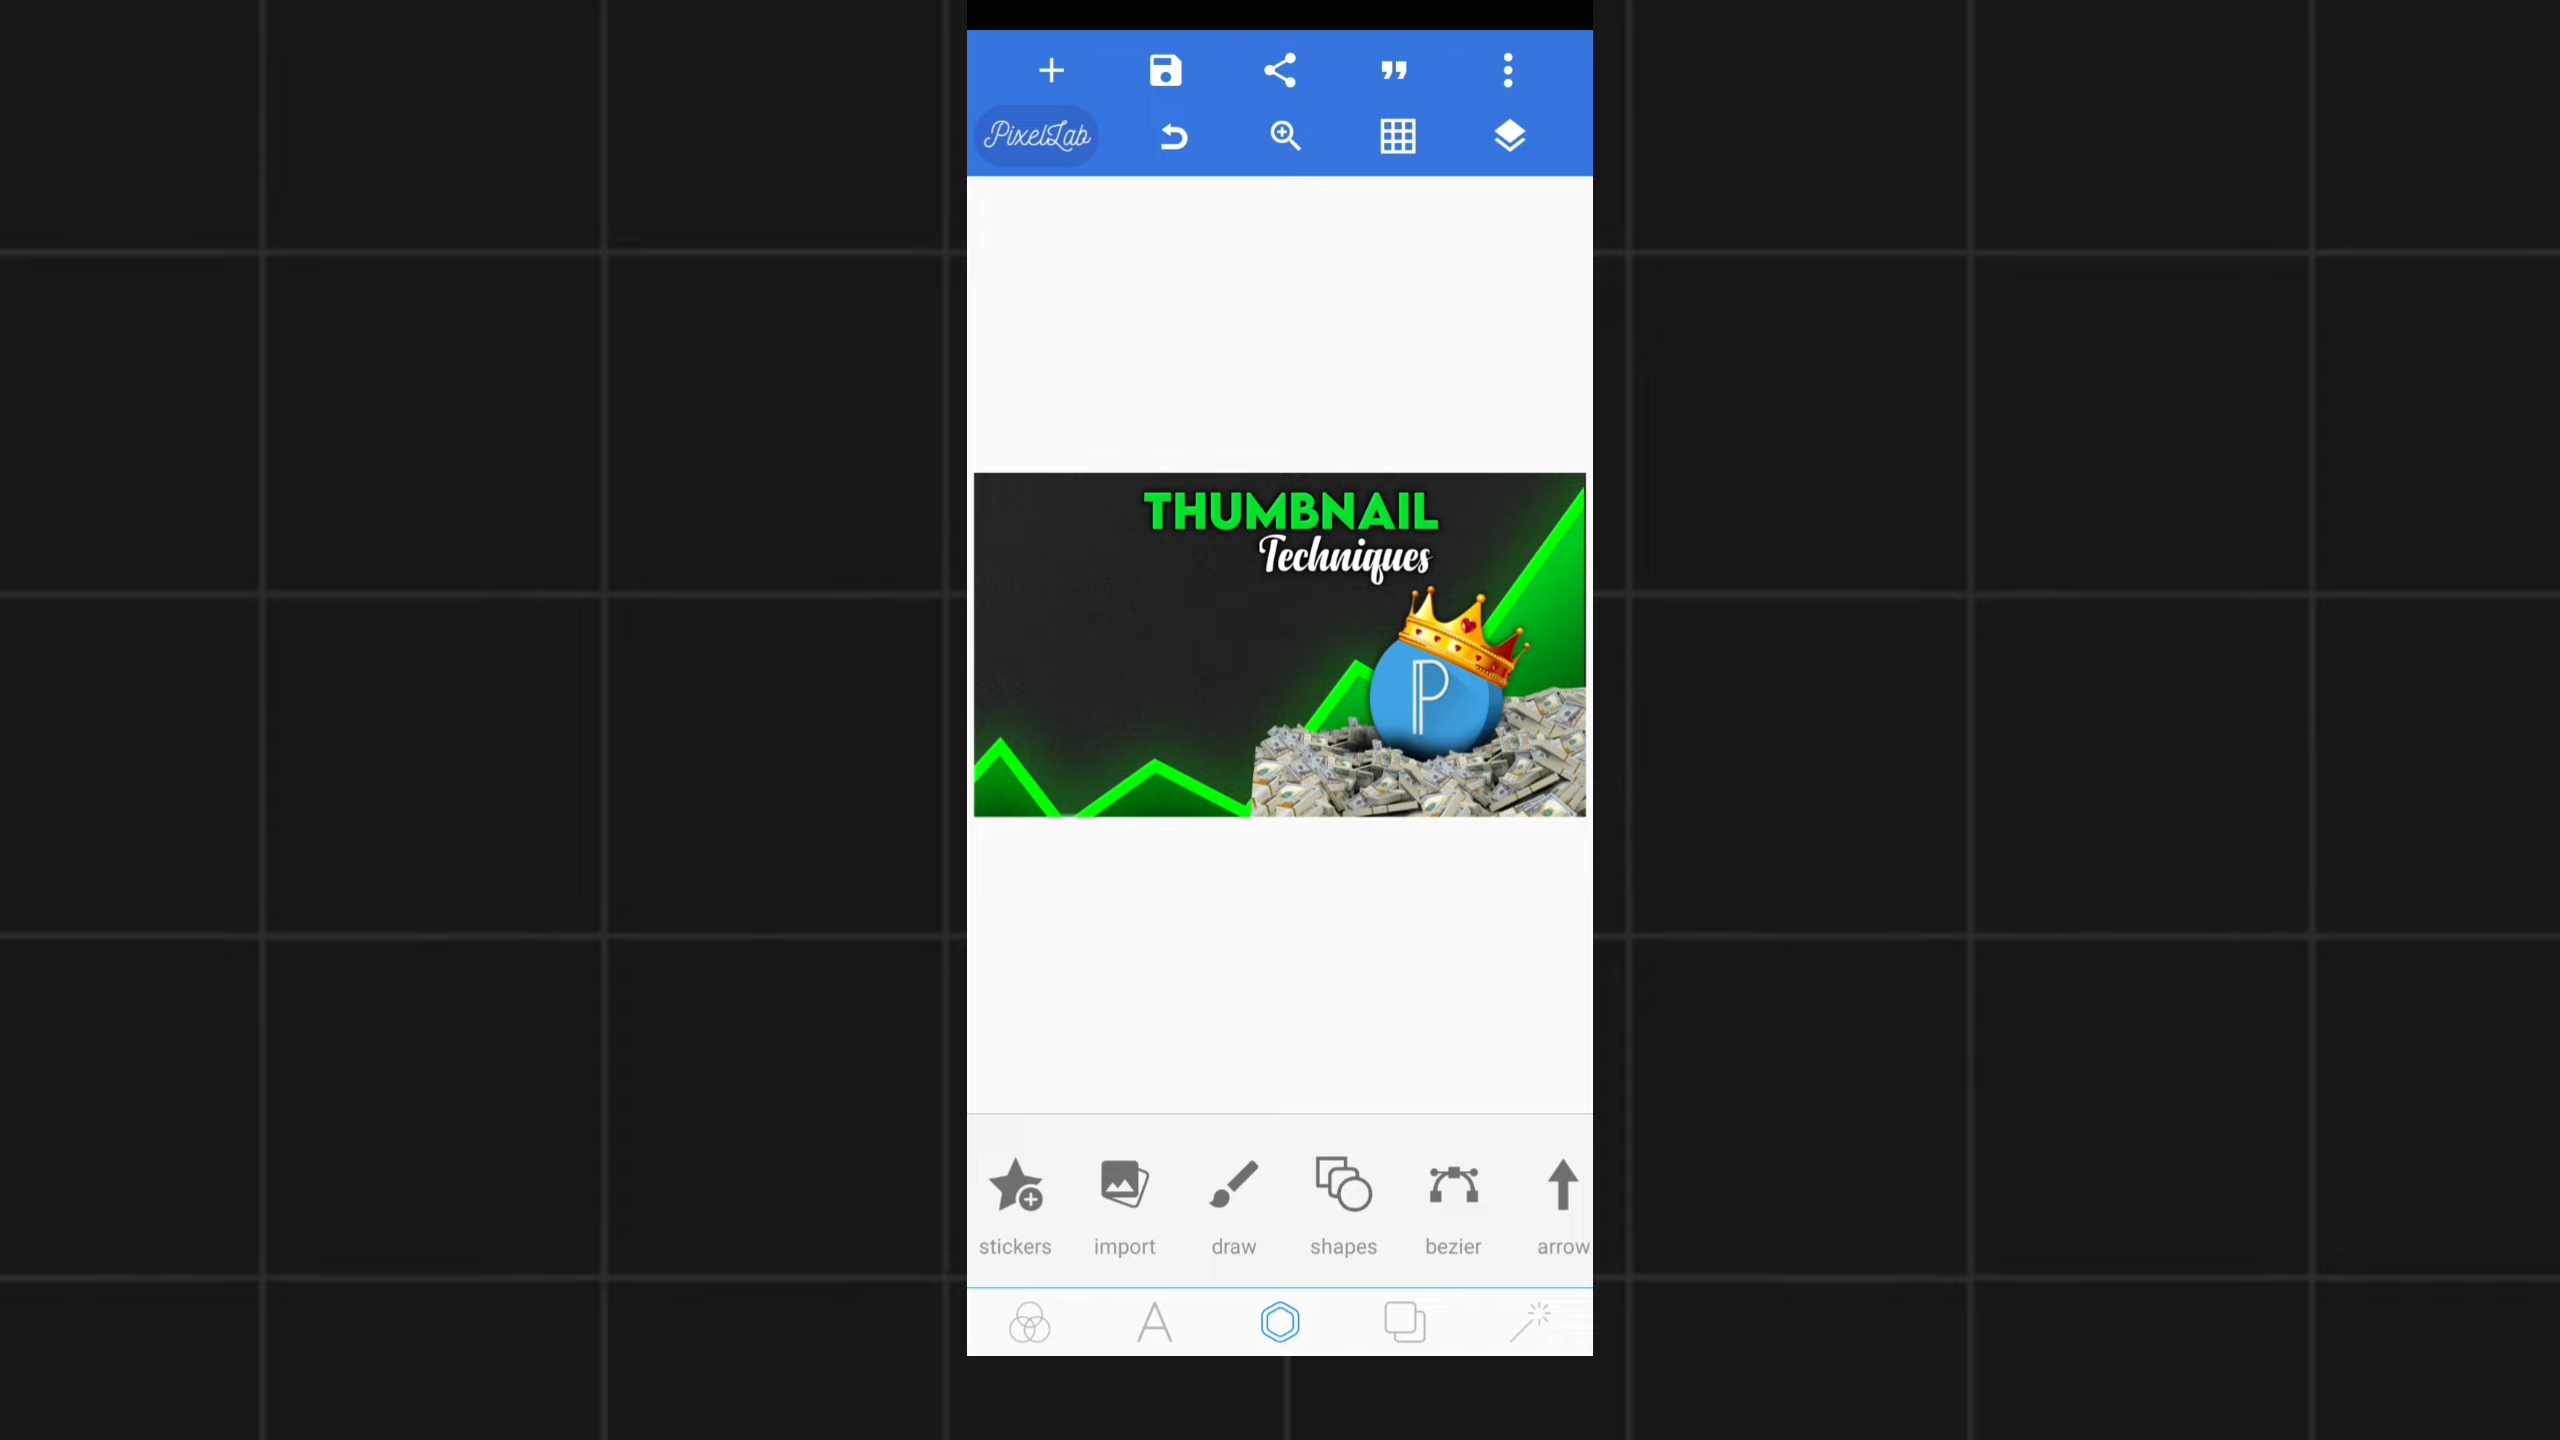 PixelLab
THUMBNAIL
Techniques
P
stickers import draw shapes bezier arrow